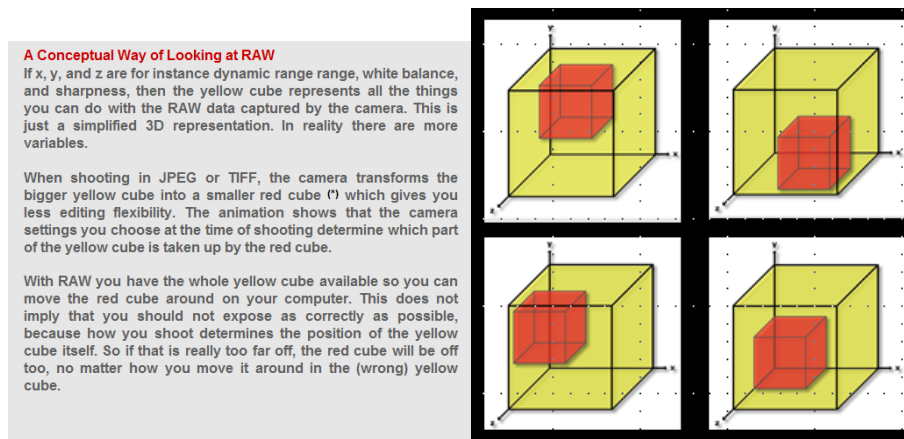 A Conceptual Way of Looking at RAW
If x, y, and z are for instance dynamic range range, white balance,
and sharpness, then the yellow cube represents all the things
you can do with the RAW data captured by the camera. This is
just a simplified 3D representation. In reality there are more
variables.
When shooting in JPEG or TIFF, the camera transforms the
bigger yellow cube into a smaller red cube (*) which gives you
less editing flexibility. The animation shows that the camera
settings you choose at the time of shooting determine which part
of the yellow cube is taken up by the red cube.
With RAW you have the whole yellow cube available so you can
move the red cube around on your computer. This does not
imply that you should not expose as correctly as possible,
because how you shoot determines the position of the yellow
cube itself. So if that is really too far off, the red cube will be off
too, no matter how you move it around in the (wrong) yellow
cube.
Y
X
Z
Y
X
Z
Y
X
Z
Y
X
Z